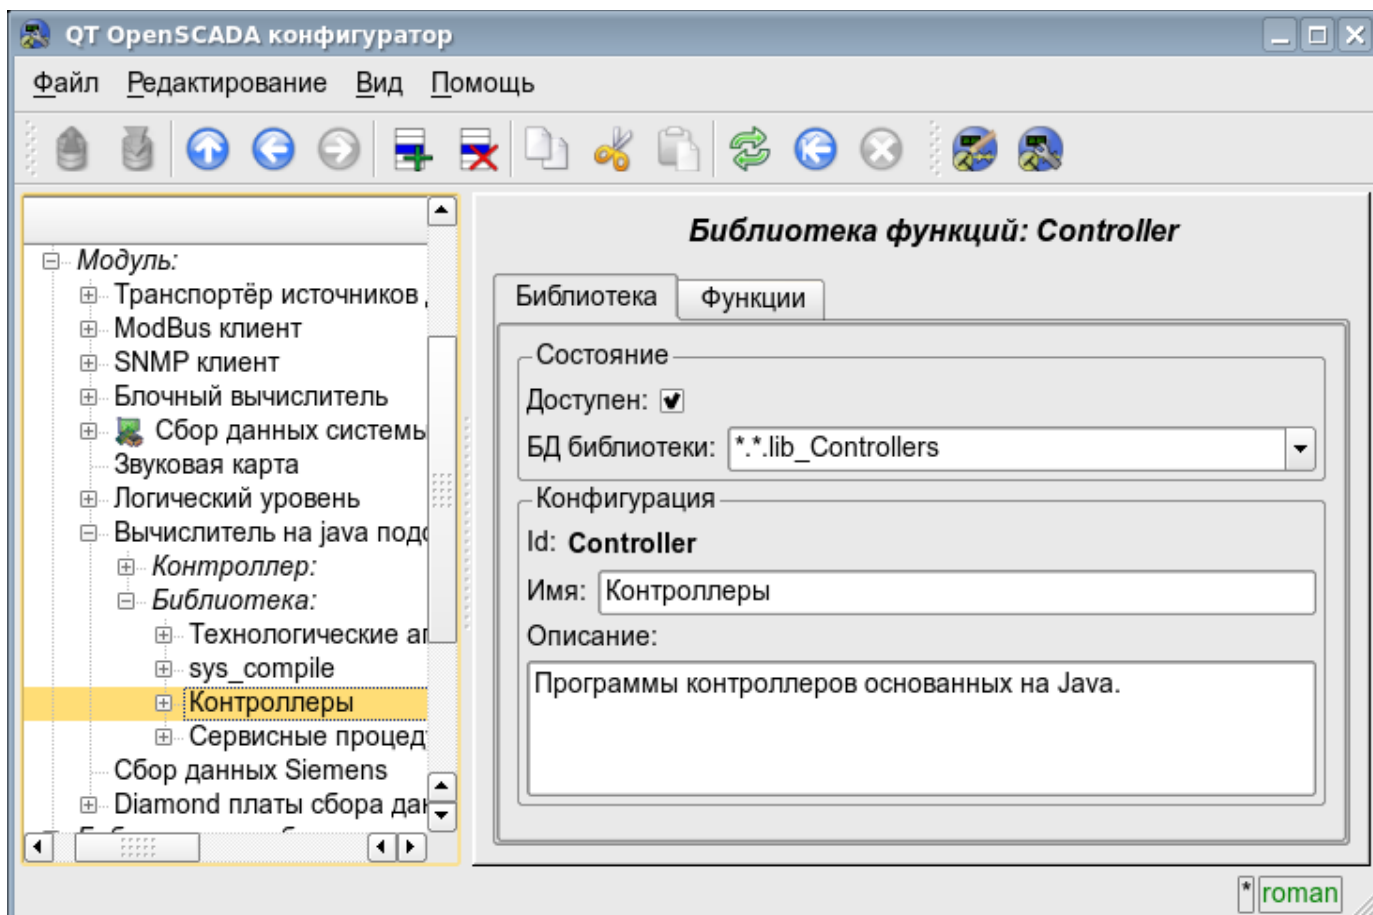 QT OpenSCADA конфигуратор
Файл Редактирование Вид Помощь
Модуль:
Транспортёр источников
ModBus клиент
SNMP клиент
Блочный вычислитель
Сбор данных системы
Звуковая карта
Логический уровень
Вычислитель на java
Контроллер:
Библиотека:
Технологические
sys_compile
Контроллеры
Сервисные
Сбор данных Siemens
Diamond платы сбора
Библиотека функций: Controller
Библиотека Функции
Состояние
Доступен:
БД библиотеки: *.*.lib_Controllers
Конфигурация
Id: Controller
Имя: Контроллеры
Описание:
Программы контроллеров основанных на Java.
* roman